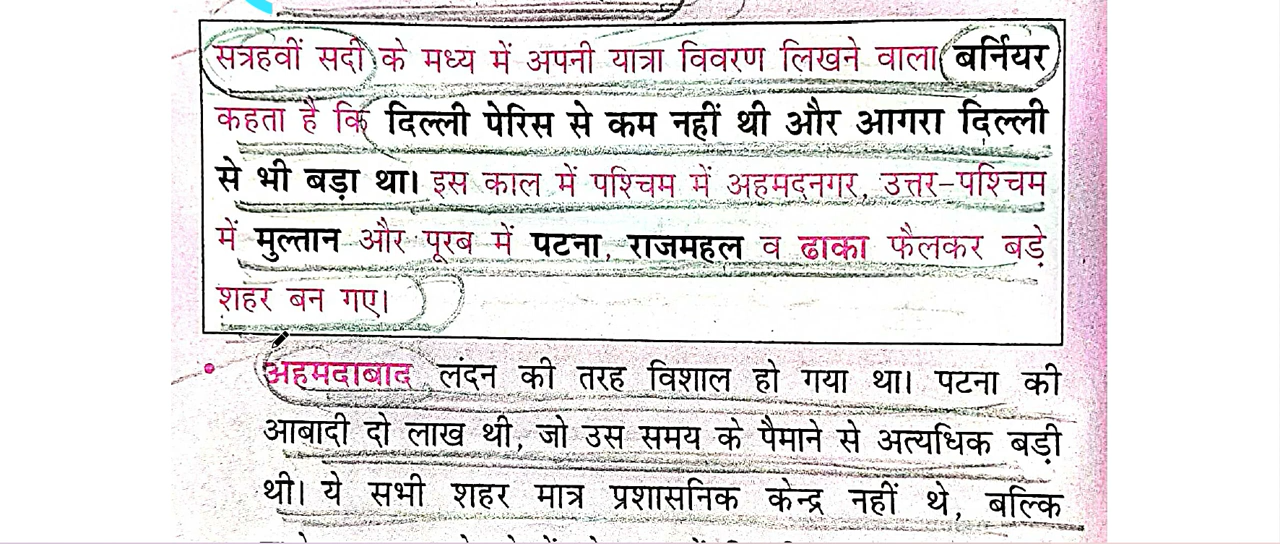 सत्रहवीं सदी के मध्य में अपनी यात्रा विवरण लिखने वाला बर्नियर
कहता है कि दिल्ली पेरिस से कम नहीं थी और आगरा दिल्ली
से भी बड़ा था। इस काल में पश्चिम में अहमदनगर, उत्तर-पश्चिम
में मुल्तान और पूरब में पटना, राजमहल व ढाका फैलकर बड़े
शहर बन गए।
• अहमदाबाद लंदन की तरह विशाल हो गया था। पटना की
आबादी दो लाख थी, जो उस समय के पैमाने से अत्यधिक बड़ी
थी। ये सभी शहर मात्र प्रशासनिक केन्द्र नहीं थे, बल्कि